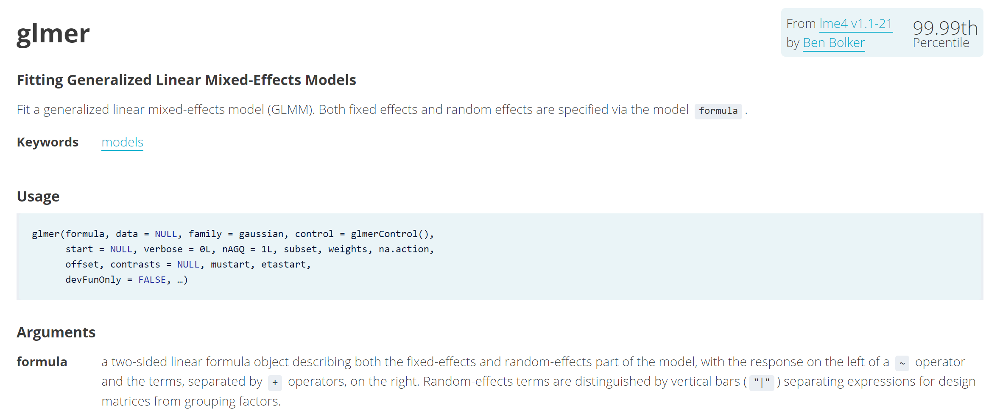 glmer
From lme4 v1.1-21
by Ben Bolker
99.99th
Percentile
Fitting Generalized Linear Mixed-Effects Models
Fit a generalized linear mixed-effects model (GLMM). Both fixed effects and random effects are specified via the model formula .
Keywords models
Usage
glmer(formula, data = NULL, family = gaussian, control = glmerControl(),
      start = NULL, verbose = 0L, nAGQ = 1L, subset, weights, na.action,
      offset, contrasts = NULL, mustart, etastart,
      devFunOnly = FALSE, …)
Arguments
formula a two-sided linear formula object describing both the fixed-effects and random-effects part of the model, with the response on the left of a ~ operator
and the terms, separated by + operators, on the right. Random-effects terms are distinguished by vertical bars ( "|" ) separating expressions for design
matrices from grouping factors.